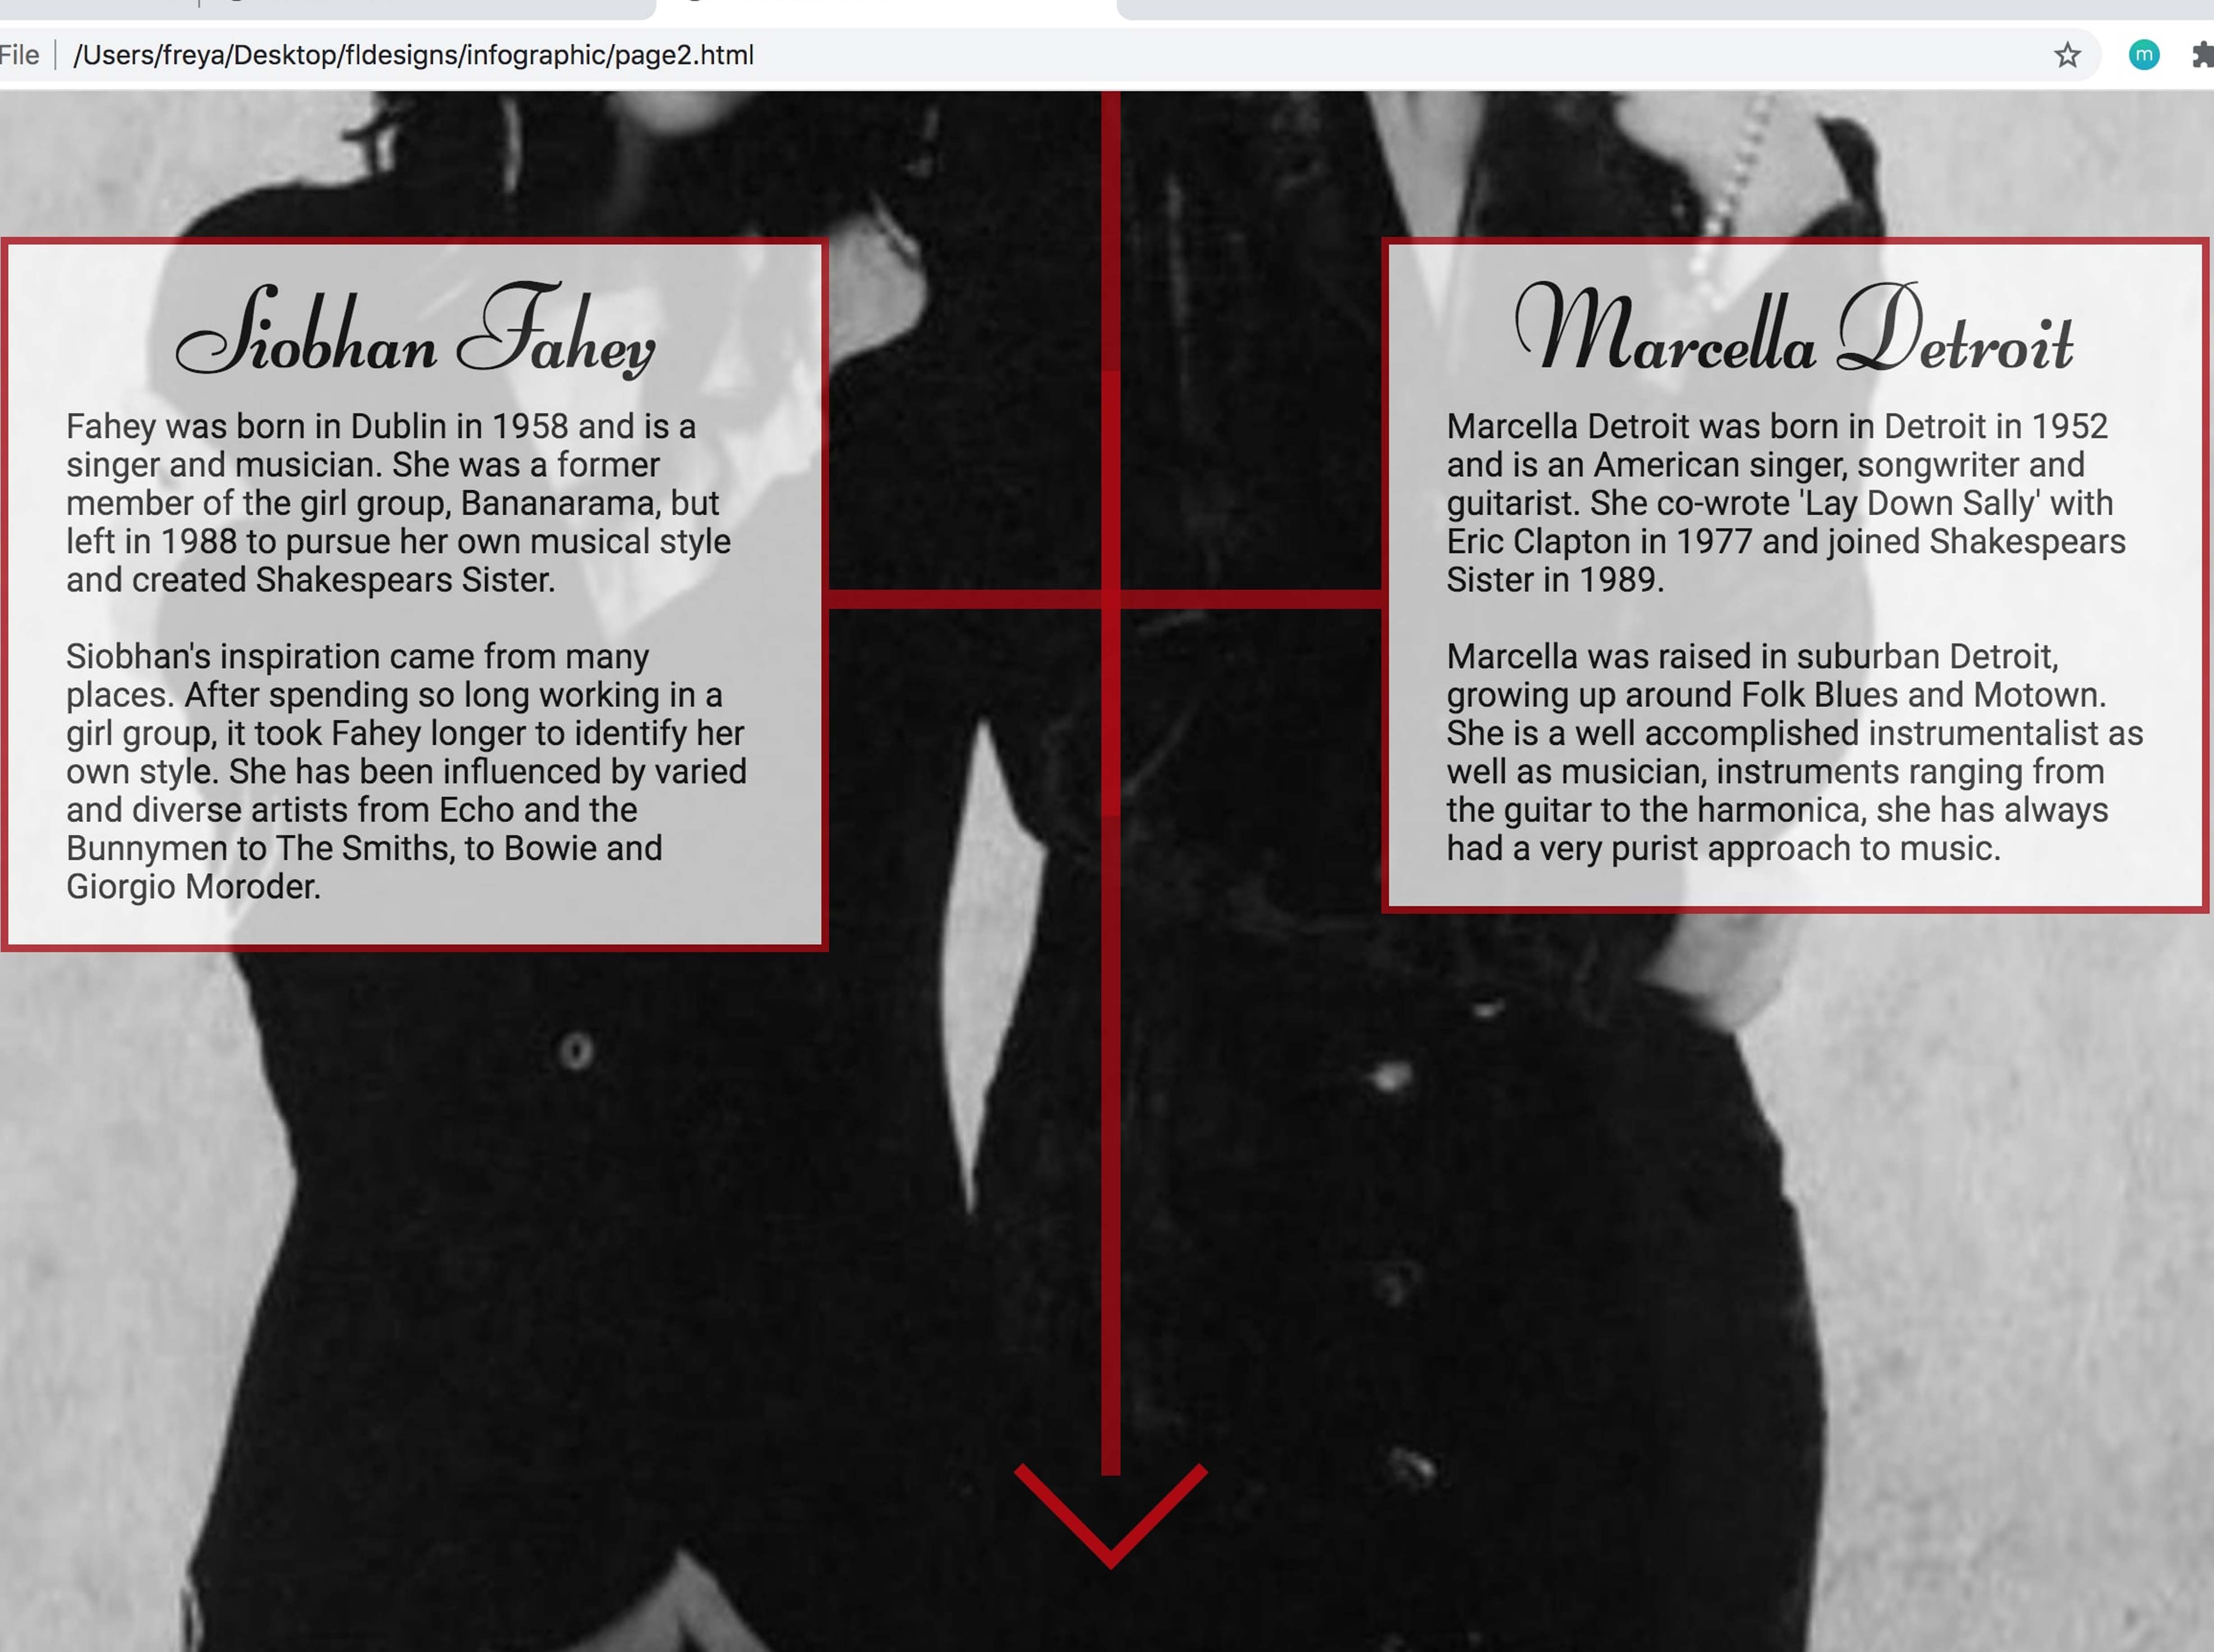 File /Users/freya/Desktop/fldesigns/infographic/page2.html
m
Siobhan Fahey
Fahey was born in Dublin in 1958 and is a
singer and musician. She was a former
member of the girl group, Bananarama, but
left in 1988 to pursue her own musical style
and created Shakespears Sister.
Siobhan's inspiration came from many
places. After spending so long working in a
girl group, it took Fahey longer to identify her
own style. She has been influenced by varied
and diverse artists from Echo and the
Bunnymen to The Smiths, to Bowie and
Giorgio Moroder.
Marcella Detroit
Marcella Detroit was born in Detroit in 1952
and is an American singer, songwriter and
guitarist. She co-wrote 'Lay Down Sally' with
Eric Clapton in 1977 and joined Shakespears
Sister in 1989.
Marcella was raised in suburban Detroit,
growing up around Folk Blues and Motown.
She is a well accomplished instrumentalist as
well as musician, instruments ranging from
the guitar to the harmonica, she has always
had a very purist approach to music.